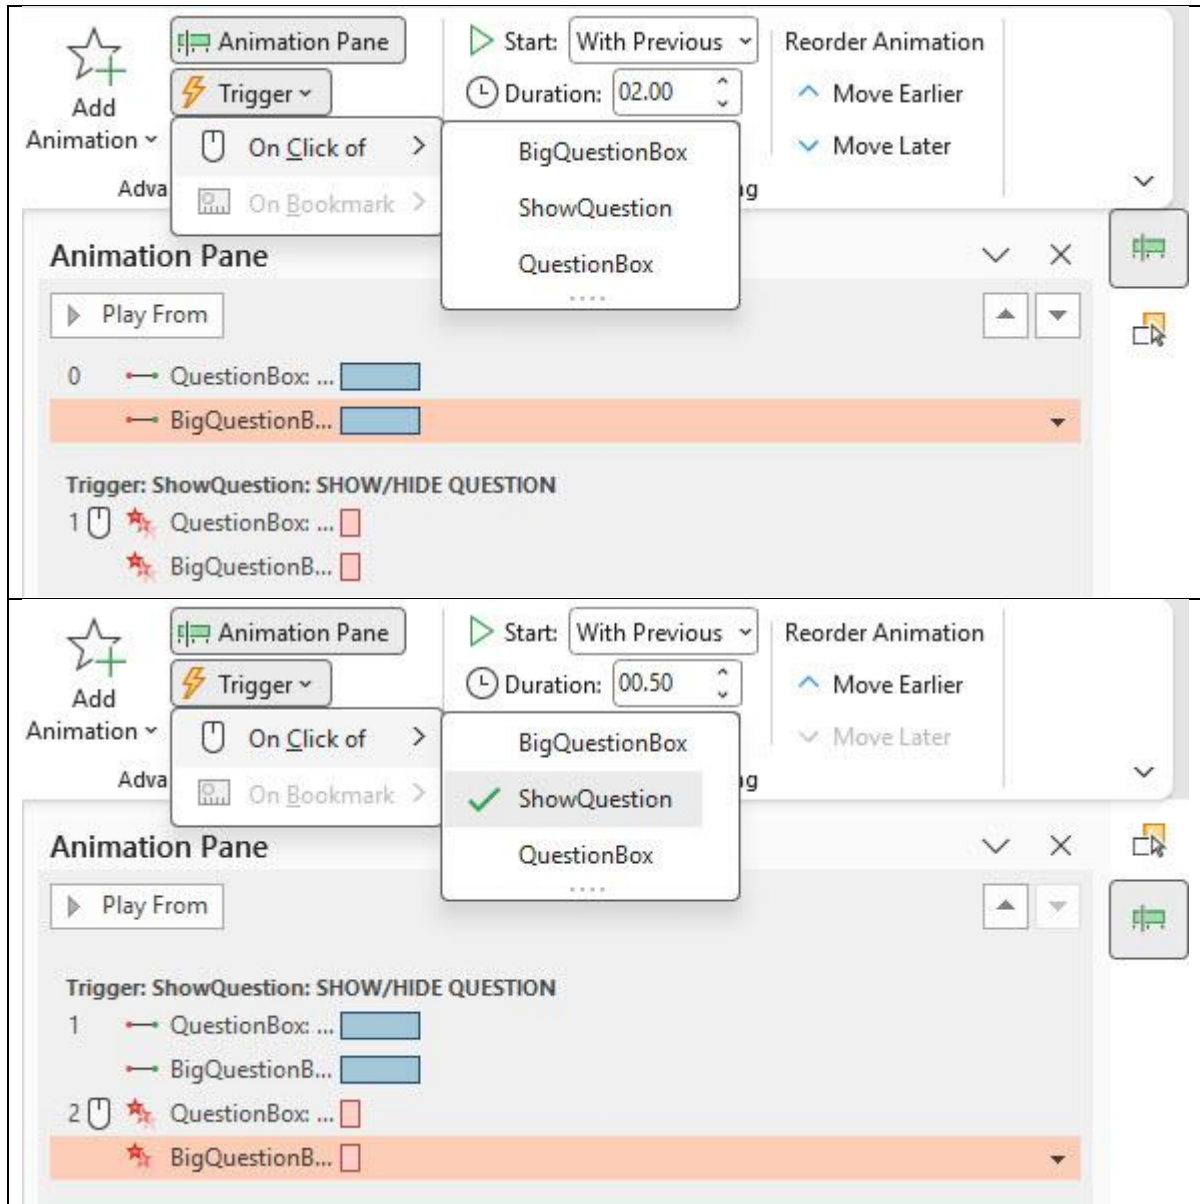 Animation Pane
Start: With Previous
Reorder Animation
Add
Animation
Trigger
Duration: 02.00
Move Earlier
On Click of
BigQuestionBox
Move Later
Adva
On Bookmark
ShowQuestion
ng
Animation Pane
QuestionBox
Play From
0 QuestionBox: ...
BigQuestionB...
Trigger: ShowQuestion: SHOW/HIDE QUESTION
1 QuestionBox: ...
BigQuestionB...
Animation Pane
Start: With Previous
Reorder Animation
Add
Animation
Trigger
Duration: 00.50
Move Earlier
On Click of
BigQuestionBox
Move Later
Adva
On Bookmark
ShowQuestion
ng
Animation Pane
QuestionBox
Play From
Trigger: ShowQuestion: SHOW/HIDE QUESTION
1 QuestionBox: ...
BigQuestionB...
2 QuestionBox: ...
BigQuestionB...